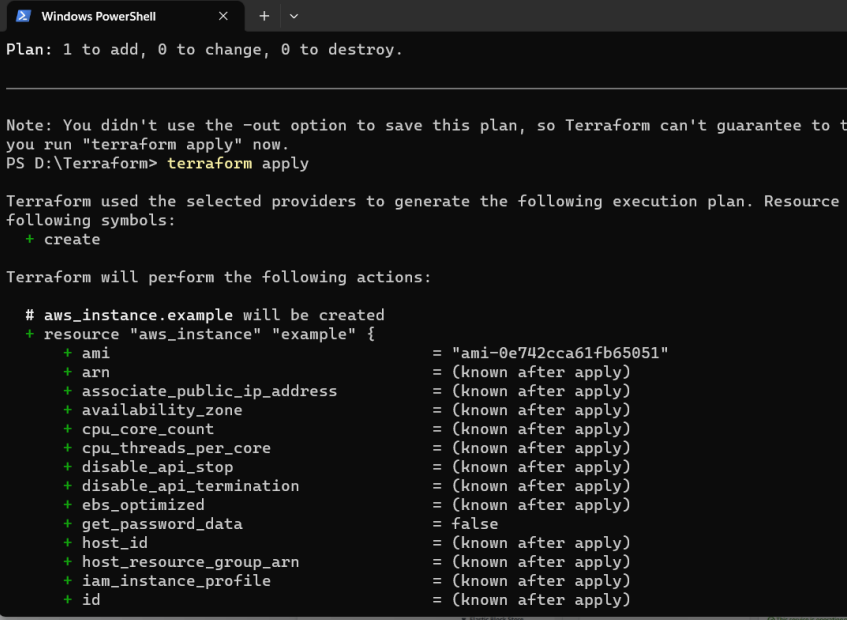 Windows PowerShell
Plan: 1 to add, 0 to change, 0 to destroy.
Note: You didn't use the -out option to save this plan, so Terraform can't guarantee to t
you run "terraform apply" now.
PS D:\Terraform> terraform apply
Terraform used the selected providers to generate the following execution plan. Resource
following symbols:
+ create
Terraform will perform the following actions:
# aws_instance.example will be created
+ resource "aws_instance" "example" {
+ ami = "ami-0e742cca61fb65051"
+ arn = (known after apply)
+ associate_public_ip_address = (known after apply)
+ availability_zone = (known after apply)
+ cpu_core_count = (known after apply)
+ cpu_threads_per_core = (known after apply)
+ disable_api_stop = (known after apply)
+ disable_api_termination = (known after apply)
+ ebs_optimized = (known after apply)
+ get_password_data = false
+ host_id = (known after apply)
+ host_resource_group_arn = (known after apply)
+ iam_instance_profile = (known after apply)
+ id = (known after apply)